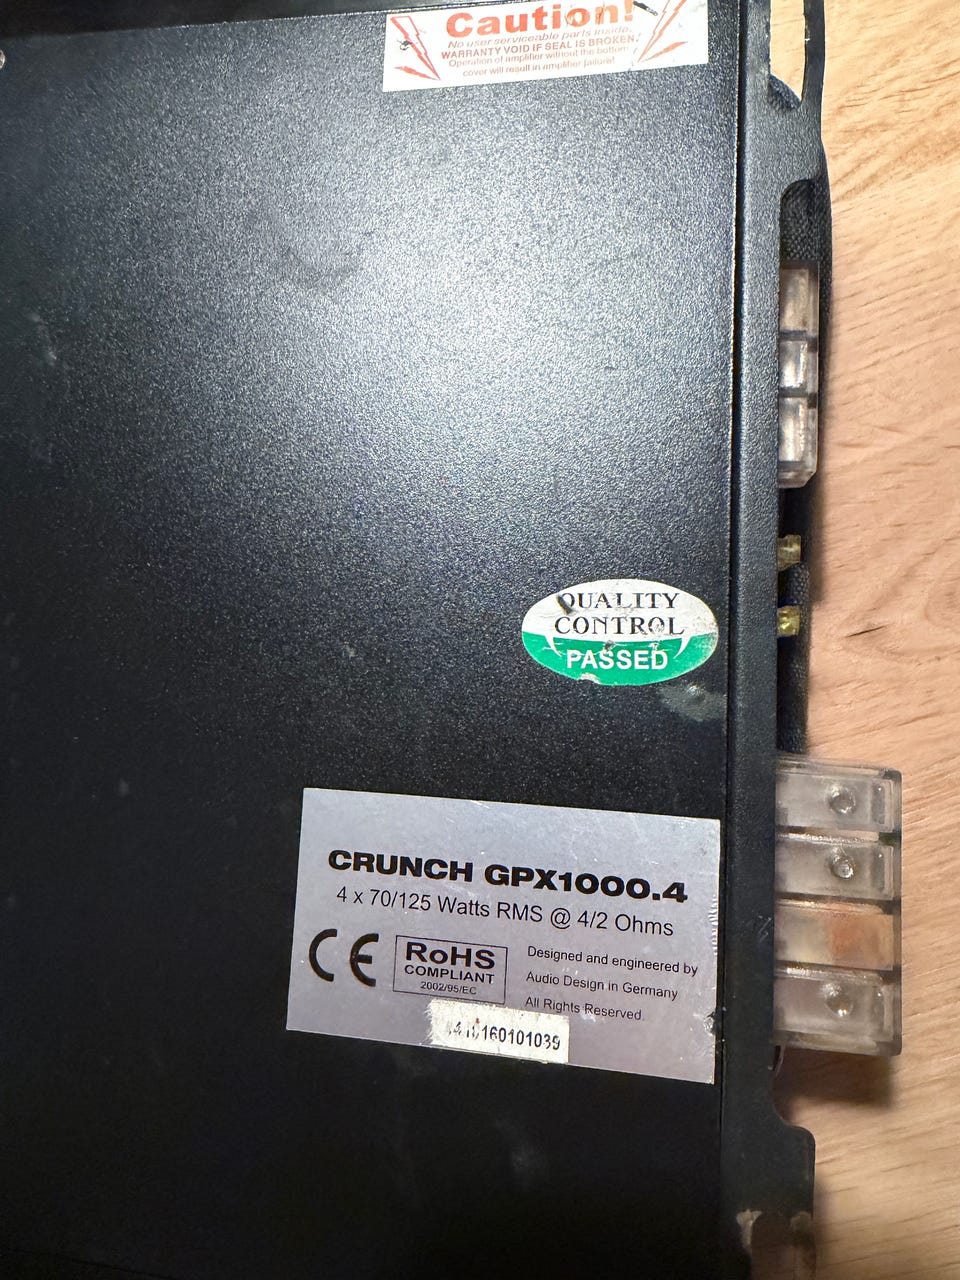 Caution!
No user serviceable parts inside.
WARRANTY VOID IF SEAL IS BROKEN.
Operation of amplifier without the bottom
cover will result in amplifier failure!
QUALITY
CONTROL
PASSED
CRUNCH GPX1000.4
4 x 70/125 Watts RMS @ 4/2 Ohms
CE
RoHS
COMPLIANT
2002/95/EC
Designed and engineered by
Audio Design in Germany
All Rights Reserved.